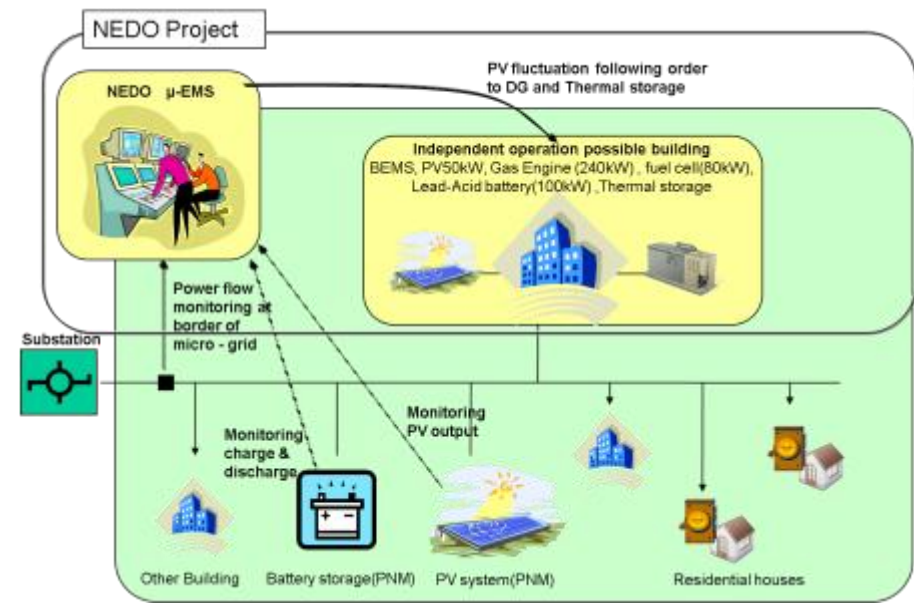 NEDO Project
NEDO μ-EMS
PV fluctuation following order
to DG and Thermal storage
Independent operation possible building
BEMS, PV50kW, Gas Engine (240kW) , fuel cell(80kW),
Lead-Acid battery(100kW) ,Thermal storage
Power flow
monitoring at
border of
micro - grid
Substation
Monitoring
charge &
discharge
Monitoring
PV output
Other Building
Battery storage(PNM)
PV system(PNM)
Residential houses